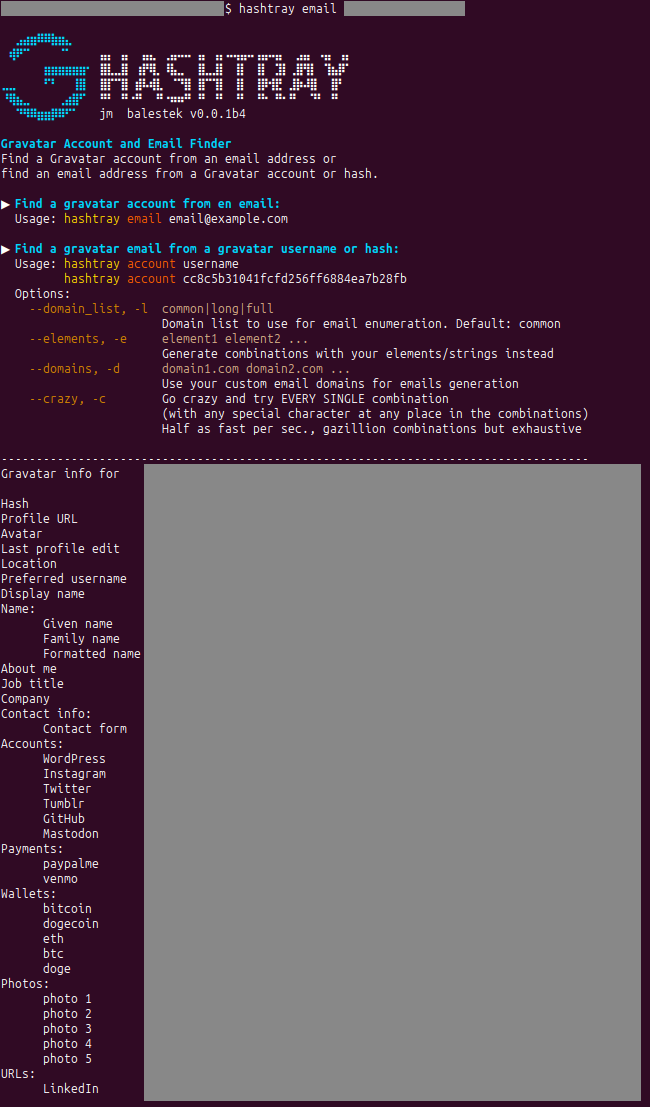 $ hashtray email
HASHTRAY
jm balestek v0.0.1b4
Gravatar Account and Email Finder
Find a Gravatar account from an email address or
find an email address from a Gravatar account or hash.
▶ Find a gravatar account from en email:
Usage: hashtray email email@example.com
▶ Find a gravatar email from a gravatar username or hash:
Usage: hashtray account username
hashtray account cc8c5b31041fcfd256ff6884ea7b28fb
Options:
--domain_list, -l common|long|full
Domain list to use for email enumeration. Default: common
--elements, -e element1 element2 ...
Generate combinations with your elements/strings instead
--domains, -d domain1.com domain2.com ...
Use your custom email domains for emails generation
--crazy, -c Go crazy and try EVERY SINGLE combination
(with any special character at any place in the combinations)
Half as fast per sec., gazillion combinations but exhaustive
------------------------------------------------------------------------------------
Gravatar info for
Hash
Profile URL
Avatar
Last profile edit
Location
Preferred username
Display name
Name:
Given name
Family name
Formatted name
About me
Job title
Company
Contact info:
Contact form
Accounts:
WordPress
Instagram
Twitter
Tumblr
GitHub
Mastodon
Payments:
paypalme
venmo
Wallets:
bitcoin
dogecoin
eth
btc
doge
Photos:
photo 1
photo 2
photo 3
photo 4
photo 5
URLs:
LinkedIn